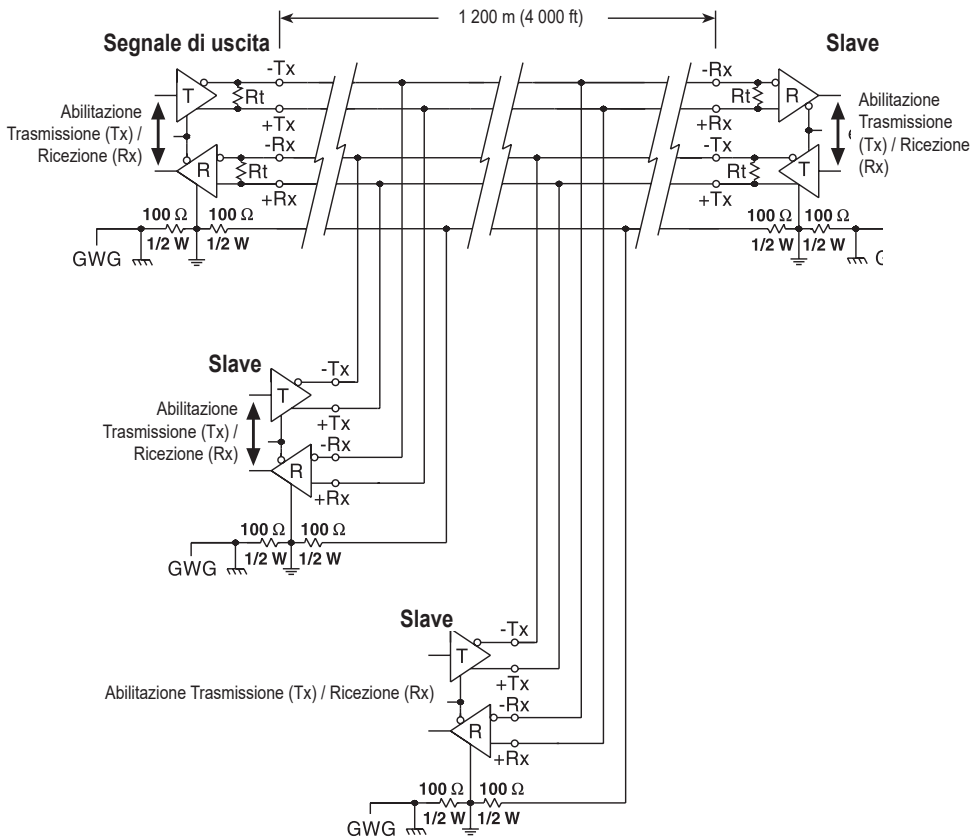 1 200 m (4 000 ft)
Segnale di uscita
Slave
-Tx
-Rx
T
Rt
Rt
R
Abilitazione
Trasmissione (Tx) /
Ricezione (Rx)
Abilitazione
Trasmissione
(Tx) / Ricezione
(Rx)
+Tx
+Rx
-Rx
-Tx
R
Rt
Rt
T
+Rx
+Tx
100 Ω
100 Ω
100 Ω
100 Ω
1/2 W
1/2 W
1/2 W
1/2 W
GWG
Slave
-Tx
T
Abilitazione
Trasmissione (Tx) /
Ricezione (Rx)
+Tx
-Rx
R
+Rx
100 Ω
100 Ω
1/2 W
1/2 W
GWG
Slave
-Tx
T
+Tx
Abilitazione Trasmissione (Tx) / Ricezione (Rx)
-Rx
R
+Rx
100 Ω
100 Ω
1/2 W
1/2 W
GWG